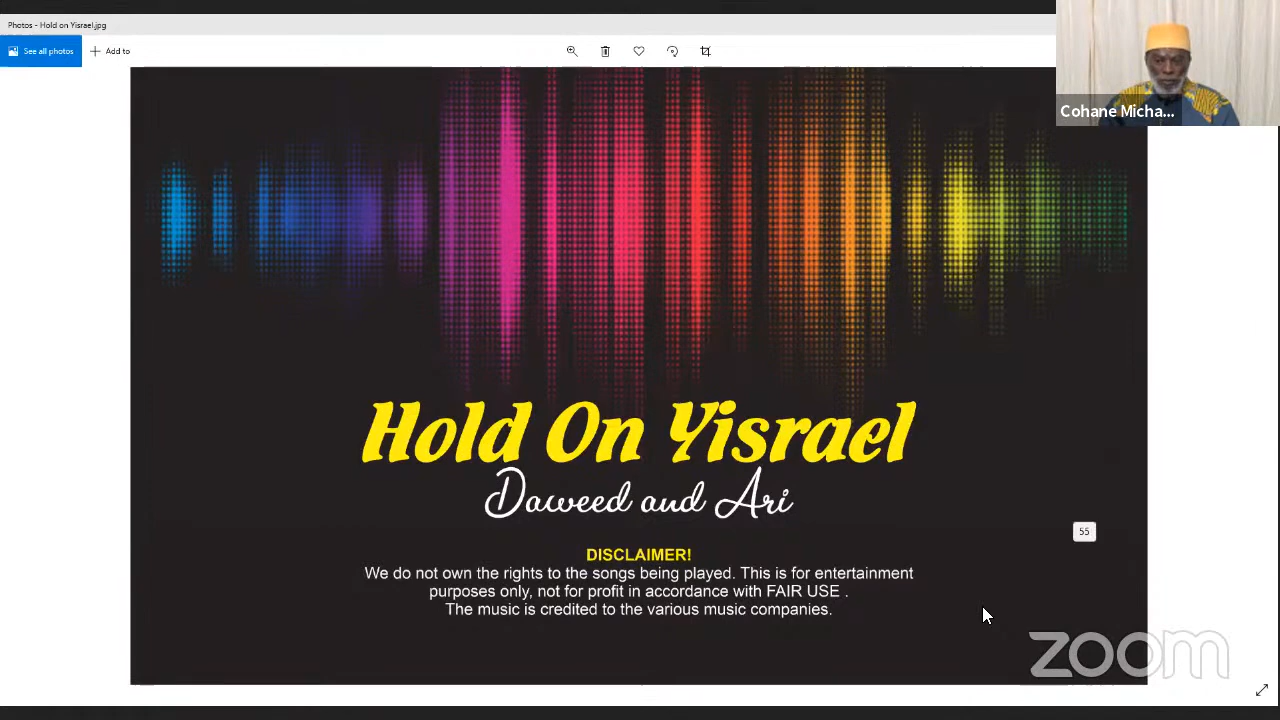 Photos - Hold on Yisrael.jpg
See all photos
Add to
Cohane Micha...
Hold On Yisrael
Daweed and Ari
55
DISCLAIMER!
We do not own the rights to the songs being played. This is for entertainment
purposes only, not for profit in accordance with FAIR USE .
The music is credited to the various music companies.
zoom